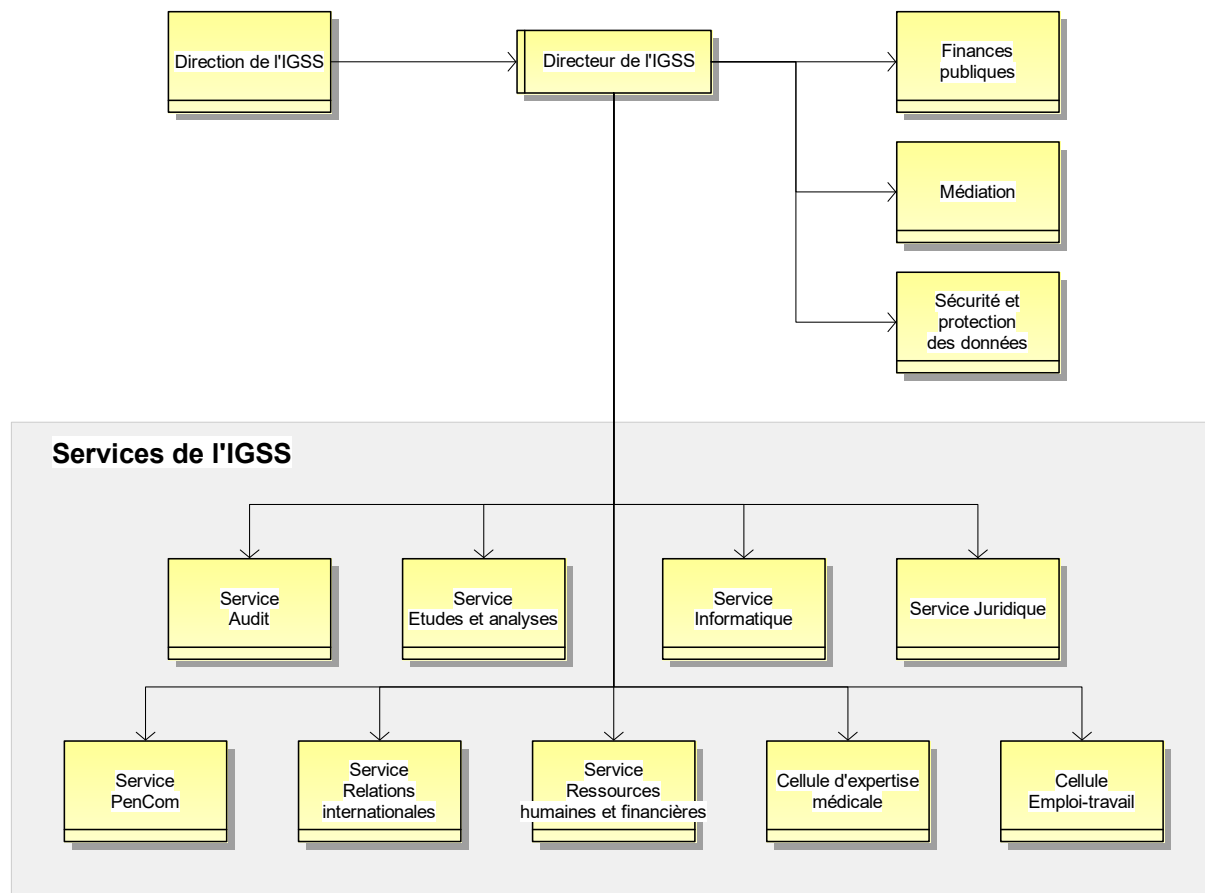 Direction de l'IGSS
Directeur de l'IGSS
Finances
publiques
Médiation
Sécurité et
protection
des données
Services de l'IGSS
Service
Audit
Service
Etudes et analyses
Service
Informatique
Service Juridique
Service
PenCom
Service
Relations
internationales
Service
Ressources
humaines et financières
Cellule d'expertise
médicale
Cellule
Emploi-travail